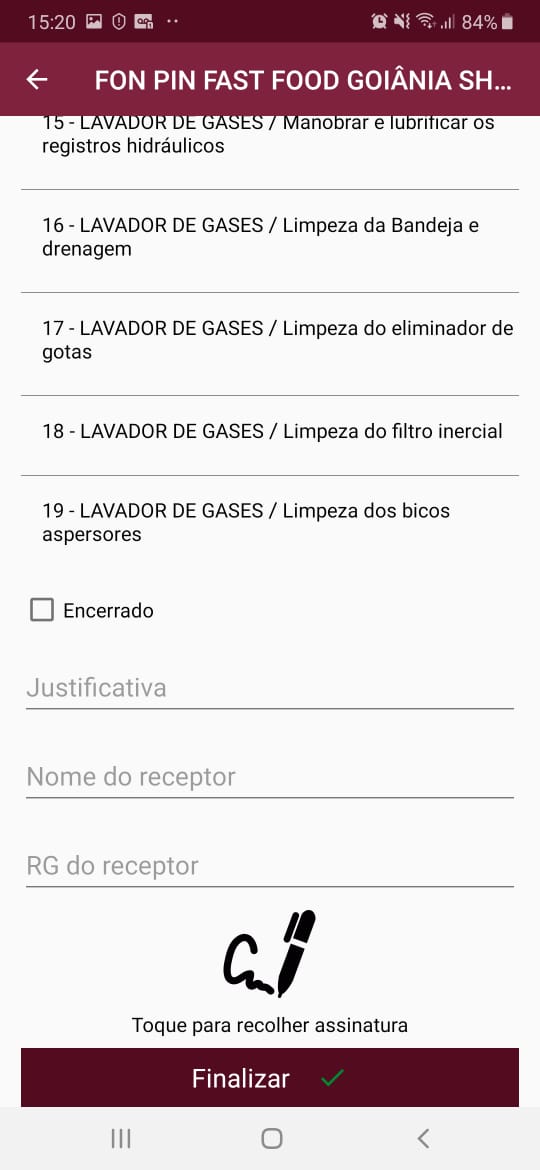 15:20
84%
FON PIN FAST FOOD GOIÂNIA SH...
15 - LAVADOR DE GASES / Manobrar e lubrificar os
registros hidráulicos
16 - LAVADOR DE GASES / Limpeza da Bandeja e
drenagem
17 - LAVADOR DE GASES / Limpeza do eliminador de
gotas
18 - LAVADOR DE GASES / Limpeza do filtro inercial
19 - LAVADOR DE GASES / Limpeza dos bicos
aspersores
Encerrado
Justificativa
Nome do receptor
RG do receptor
Toque para recolher assinatura
Finalizar